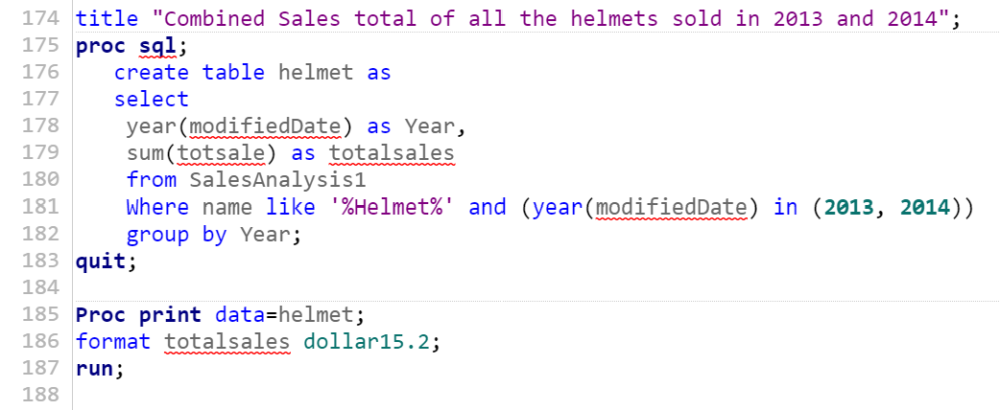 174 title "Combined Sales total of all the helmets sold in 2013 and 2014";
175 proc sql;
176    create table helmet as
177    select
178     year(modifiedDate) as Year,
179     sum(totsale) as totalsales
180     from SalesAnalysis1
181     Where name like '%Helmet%' and (year(modifiedDate) in (2013, 2014))
182     group by Year;
183 quit;
184
185 Proc print data=helmet;
186 format totalsales dollar15.2;
187 run;
188